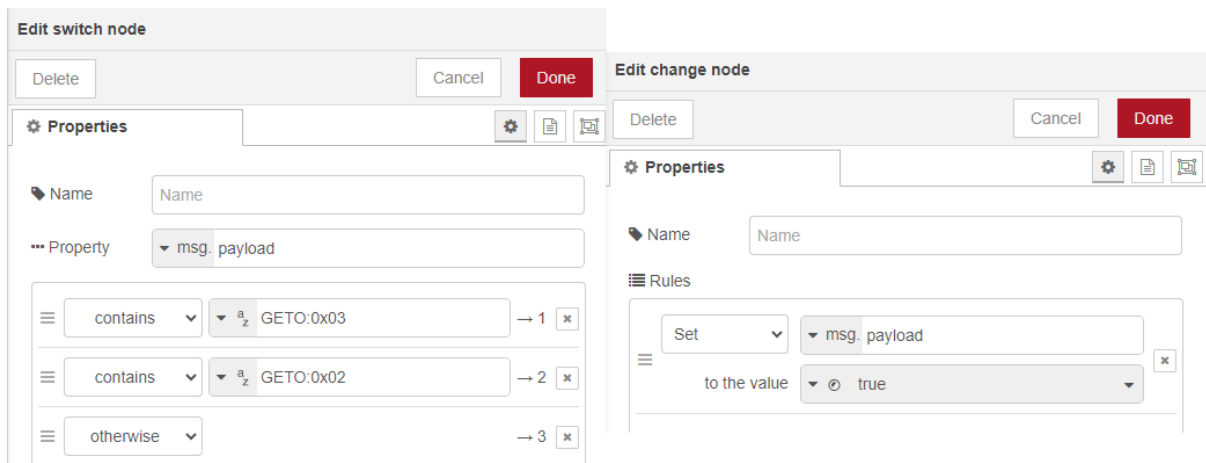 Edit switch node
Delete Cancel Done
Properties
Name Name
Property msg. payload
contains az GETO:0x03 → 1
contains az GETO:0x02 → 2
otherwise → 3
Edit change node
Delete Cancel Done
Properties
Name Name
Rules
Set msg. payload
to the value true